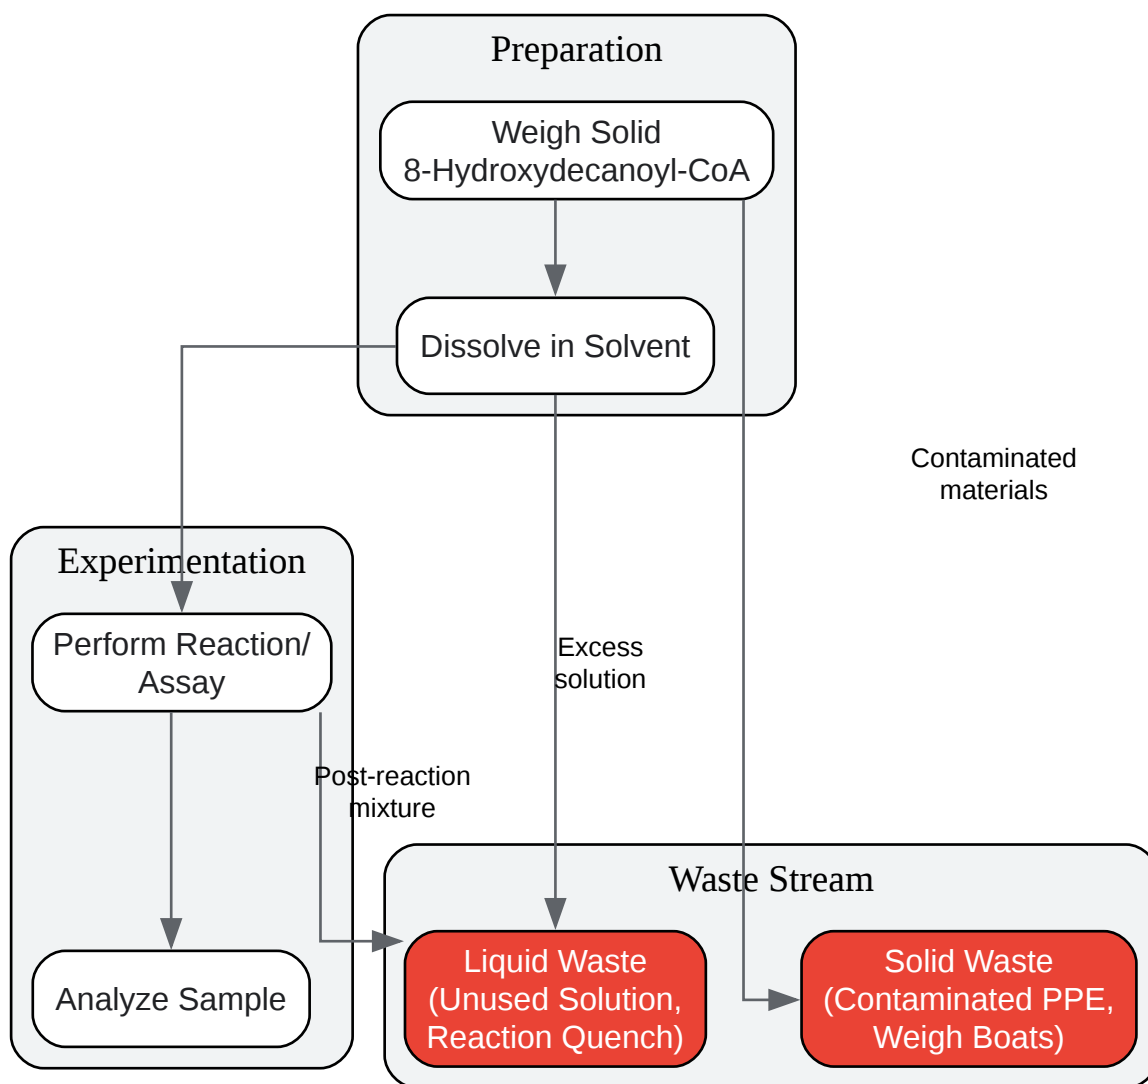 Preparation
Weigh Solid
8-Hydroxydecanoyl-CoA
Dissolve in Solvent
Contaminated
materials
Experimentation
Perform Reaction/
Assay
Excess
solution
Post-reaction
mixture
Waste Stream
Analyze Sample
Liquid Waste
(Unused Solution,
Reaction Quench)
Solid Waste
(Contaminated PPE,
Weigh Boats)